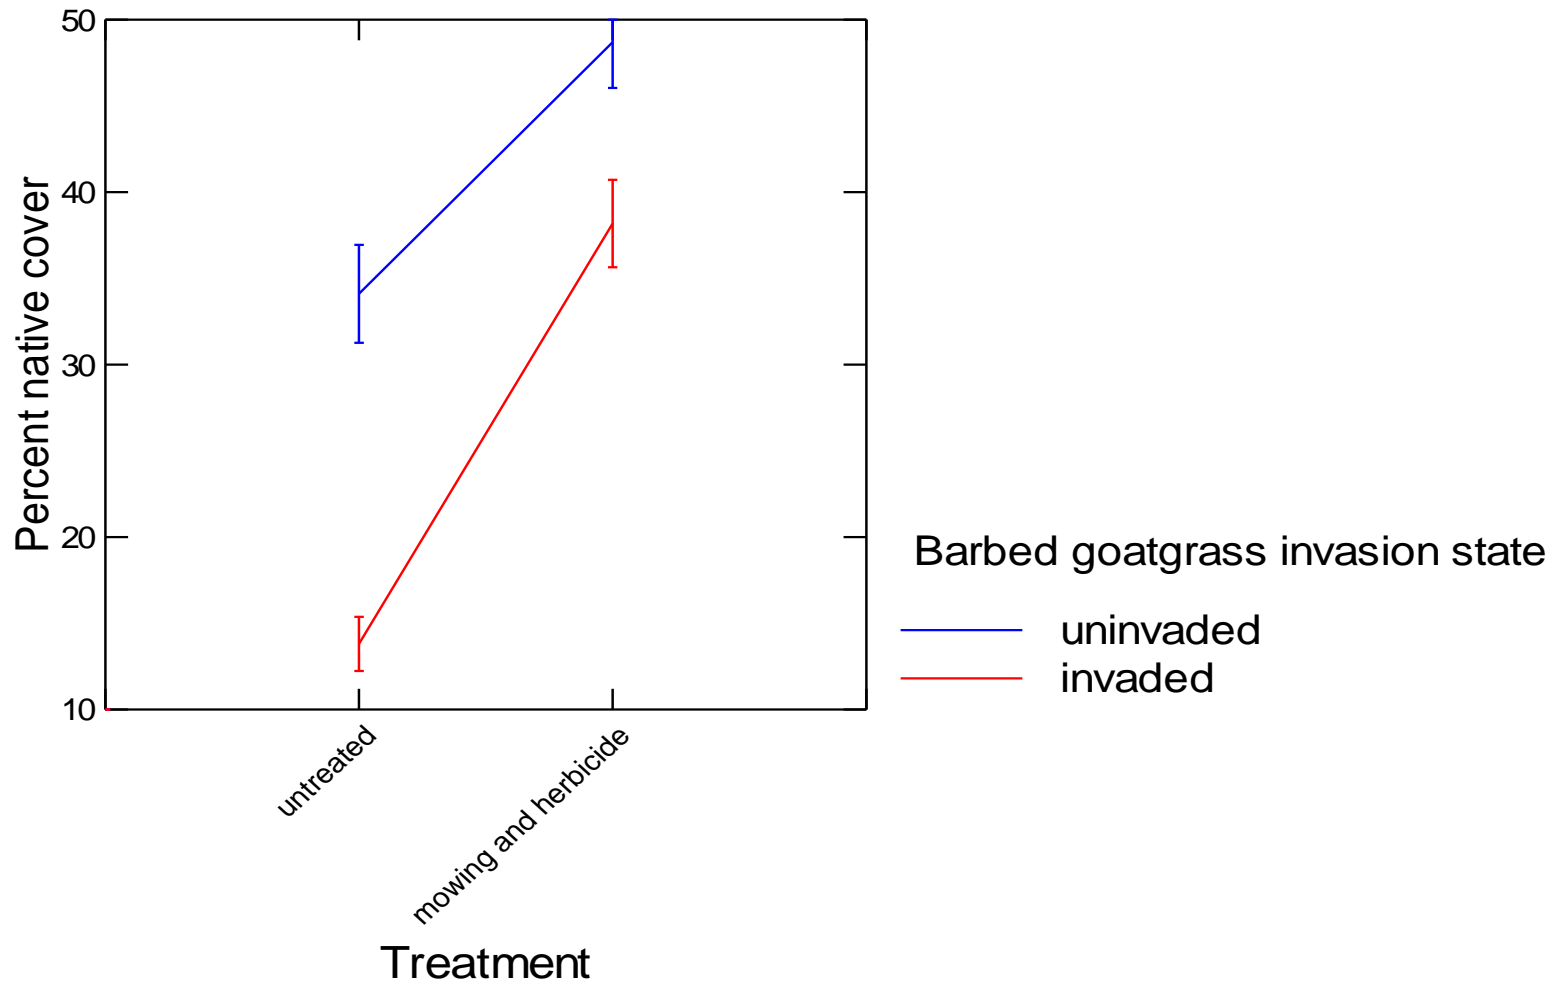 50
40
30
20
10
Percent native cover
untreated
mowing and herbicide
Treatment
Barbed goatgrass invasion state
uninvaded
invaded